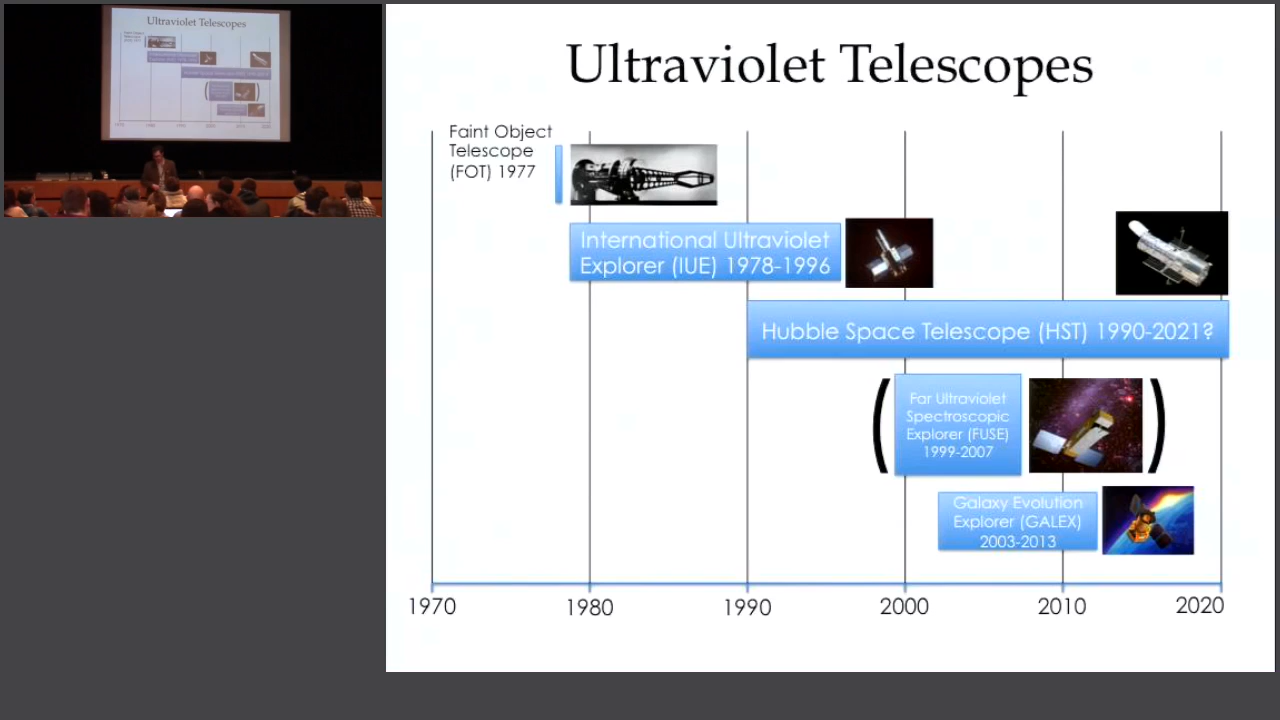 Ultraviolet Telescopes
Ultraviolet Telescopes
Faint Object
Telescope
(FOT) 1977
International Ultraviolet
Explorer (IUE) 1978-1996
Hubble Space Telescope (HST) 1990-2021?
(
Far Ultraviolet
Spectroscopic
Explorer (FUSE)
1999-2007
)
Galaxy Evolution
Explorer (GALEX)
2003-2013
1970
1980
1990
2000
2010
2020